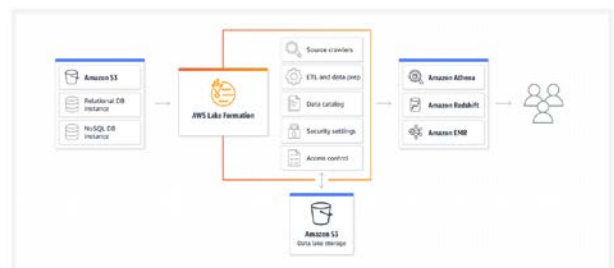 Amazon S3
Relational DB
instance
NoSQL DB
instance
AWS Lake Formation
Source crawlers
ETL and data prep
Data catalog
Security settings
Access control
Amazon S3
Data lake storage
Amazon Athena
Amazon Redshift
Amazon EMR